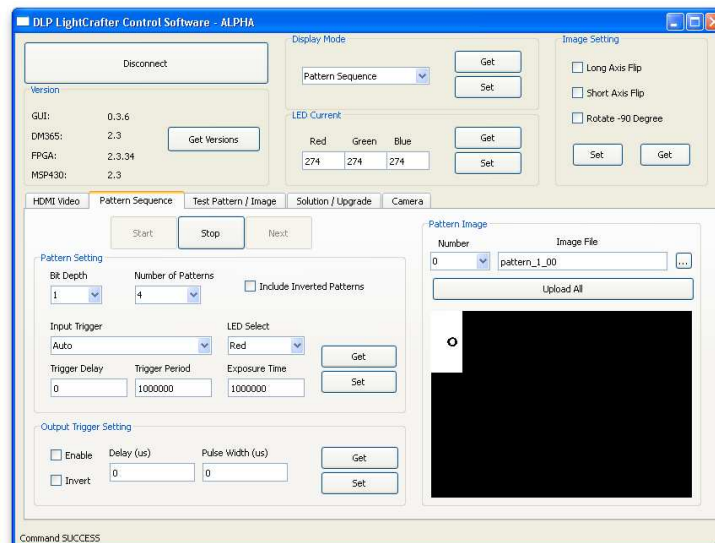 DLP LightCrafter Control Software - ALPHA
Disconnect
Version
GUI: 0.3.6
DM365: 2.3
FPGA: 2.3.34
MSP430: 2.3
Get Versions
Display Mode
Pattern Sequence
Get
Set
LED Current
Red Green Blue
274 274 274
Get
Set
Image Setting
Long Axis Flip
Short Axis Flip
Rotate -90 Degree
Set Get
HDMI Video Pattern Sequence Test Pattern / Image Solution / Upgrade Camera
Start Stop Next
Pattern Setting
Bit Depth Number of Patterns
1 4 Include Inverted Patterns
Input Trigger LED Select
Auto Red
Trigger Delay Trigger Period Exposure Time
0 1000000 1000000
Get
Set
Output Trigger Setting
Enable Delay (us) Pulse Width (us)
Invert 0 0
Get
Set
Pattern Image
Number Image File
0 pattern_1_00 ...
Upload All
0
Command SUCCESS